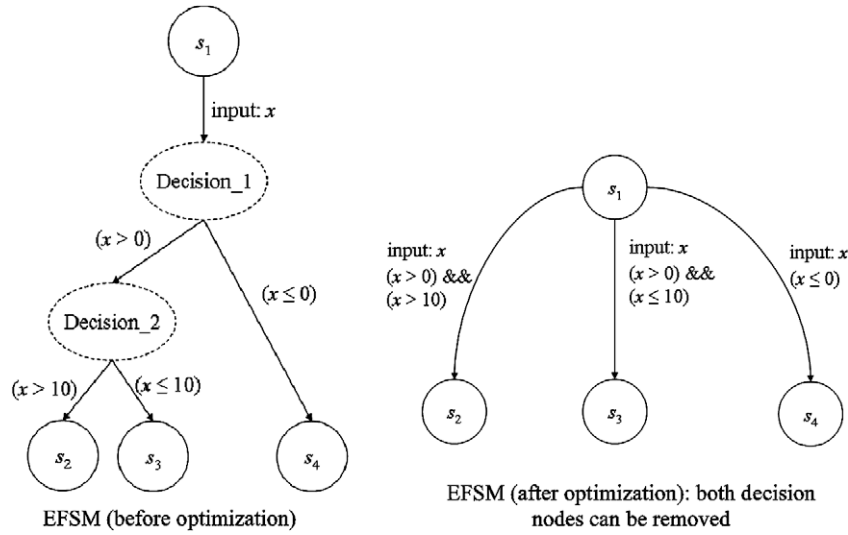 s1
input: x
Decision_1
(x > 0)
(x ≤ 0)
Decision_2
(x > 10)
(x ≤ 10)
s2
s3
s4
EFSM (before optimization)
s1
input: x
(x > 0) &&
(x > 10)
input: x
(x > 0) &&
(x ≤ 10)
input: x
(x ≤ 0)
s2
s3
s4
EFSM (after optimization): both decision
nodes can be removed